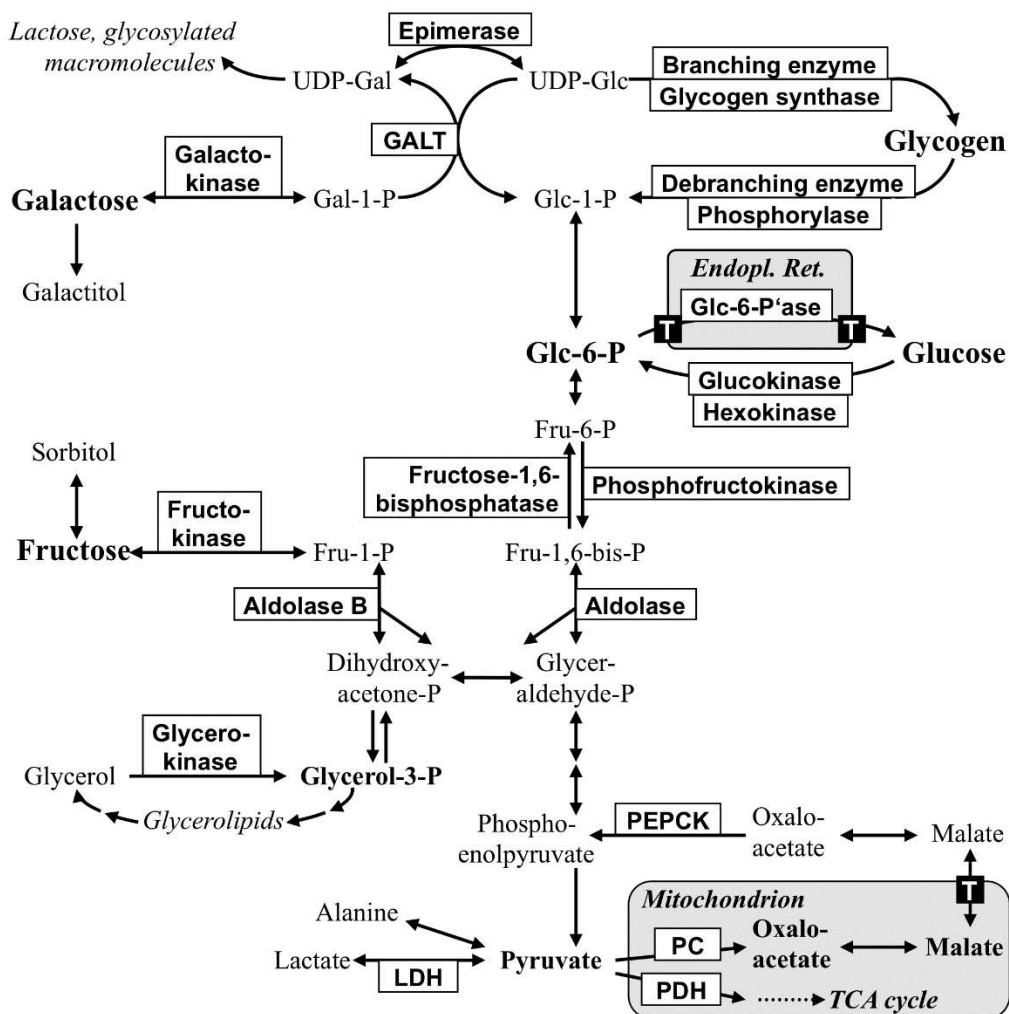 Lactose, glycosylated
macromolecules
Epimerase
UDP-Gal
UDP-Glc
Branching enzyme
Glycogen synthase
GALT
Glycogen
Galacto-
kinase
Galactose
Gal-1-P
Glc-1-P
Debranching enzyme
Phosphorylase
Galactitol
Endopl. Ret.
Glc-6-P‘ase
T
T
Glc-6-P
Glucose
Glucokinase
Hexokinase
Fru-6-P
Sorbitol
Fructose-1,6-
bisphosphatase
Phosphofructokinase
Fructo-
kinase
Fructose
Fru-1-P
Fru-1,6-bis-P
Aldolase B
Aldolase
Dihydroxy-
acetone-P
Glycer-
aldehyde-P
Glycero-
kinase
Glycerol
Glycerol-3-P
Glycerolipids
Phospho-
enolpyruvate
PEPCK
Oxalo-
acetate
Malate
T
Mitochondrion
Alanine
Lactate
LDH
Pyruvate
PC
Oxalo-
acetate
Malate
PDH
TCA cycle